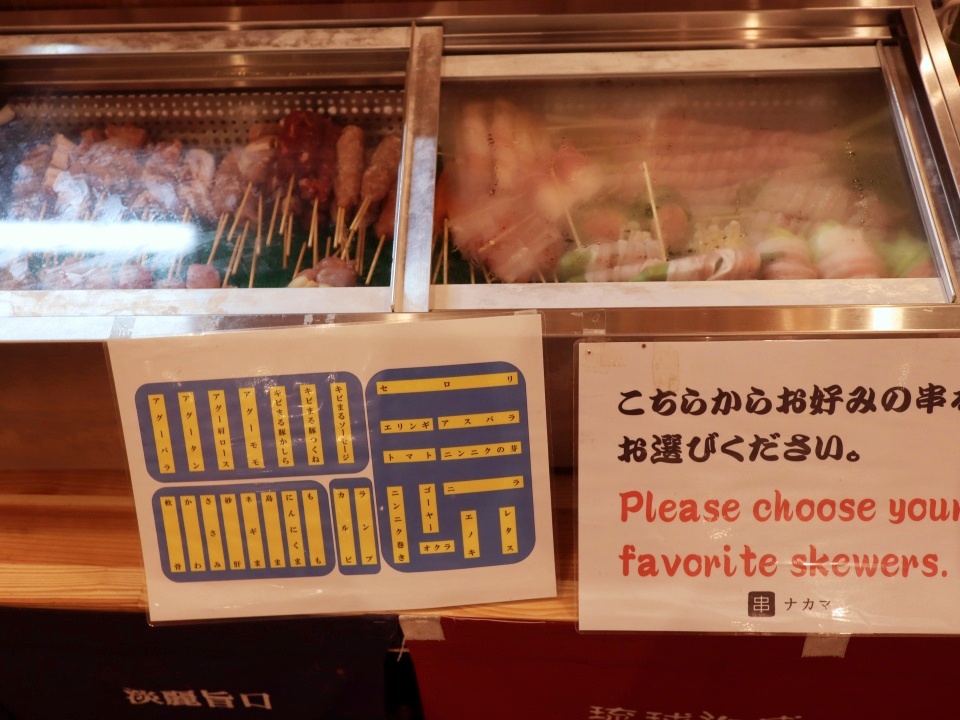 アグーバラ
アグータン
アグー肩ロース
アグーモモ
キビまる豚かしら
キビまる豚つくね
キビまるソーセージ
軟骨
かわ
ささみ
砂肝
ネギま
島ま
にんにくま
もも
カルビ
ランプ
セロリ
エリンギ
アスパラ
トマト
ニンニクの芽
ニンニク巻き
ゴーヤー
ニラ
オクラ
エノキ
レタス
こちらからお好みの串を
お選びください。
Please choose your
favorite skewers.
串 ナカマ
淡麗旨口
琉球